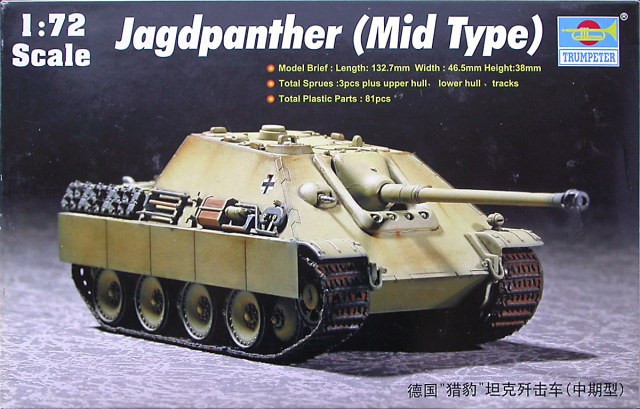 1:72
Scale
Jagdpanther (Mid Type)
TRUMPETER
®
Model Brief : Length: 132.7mm Width : 46.5mm Height:38mm
Total Sprues :3pcs plus upper hull、lower hull、tracks
Total Plastic Parts : 81pcs
德国"猎豹"坦克歼击车(中期型)